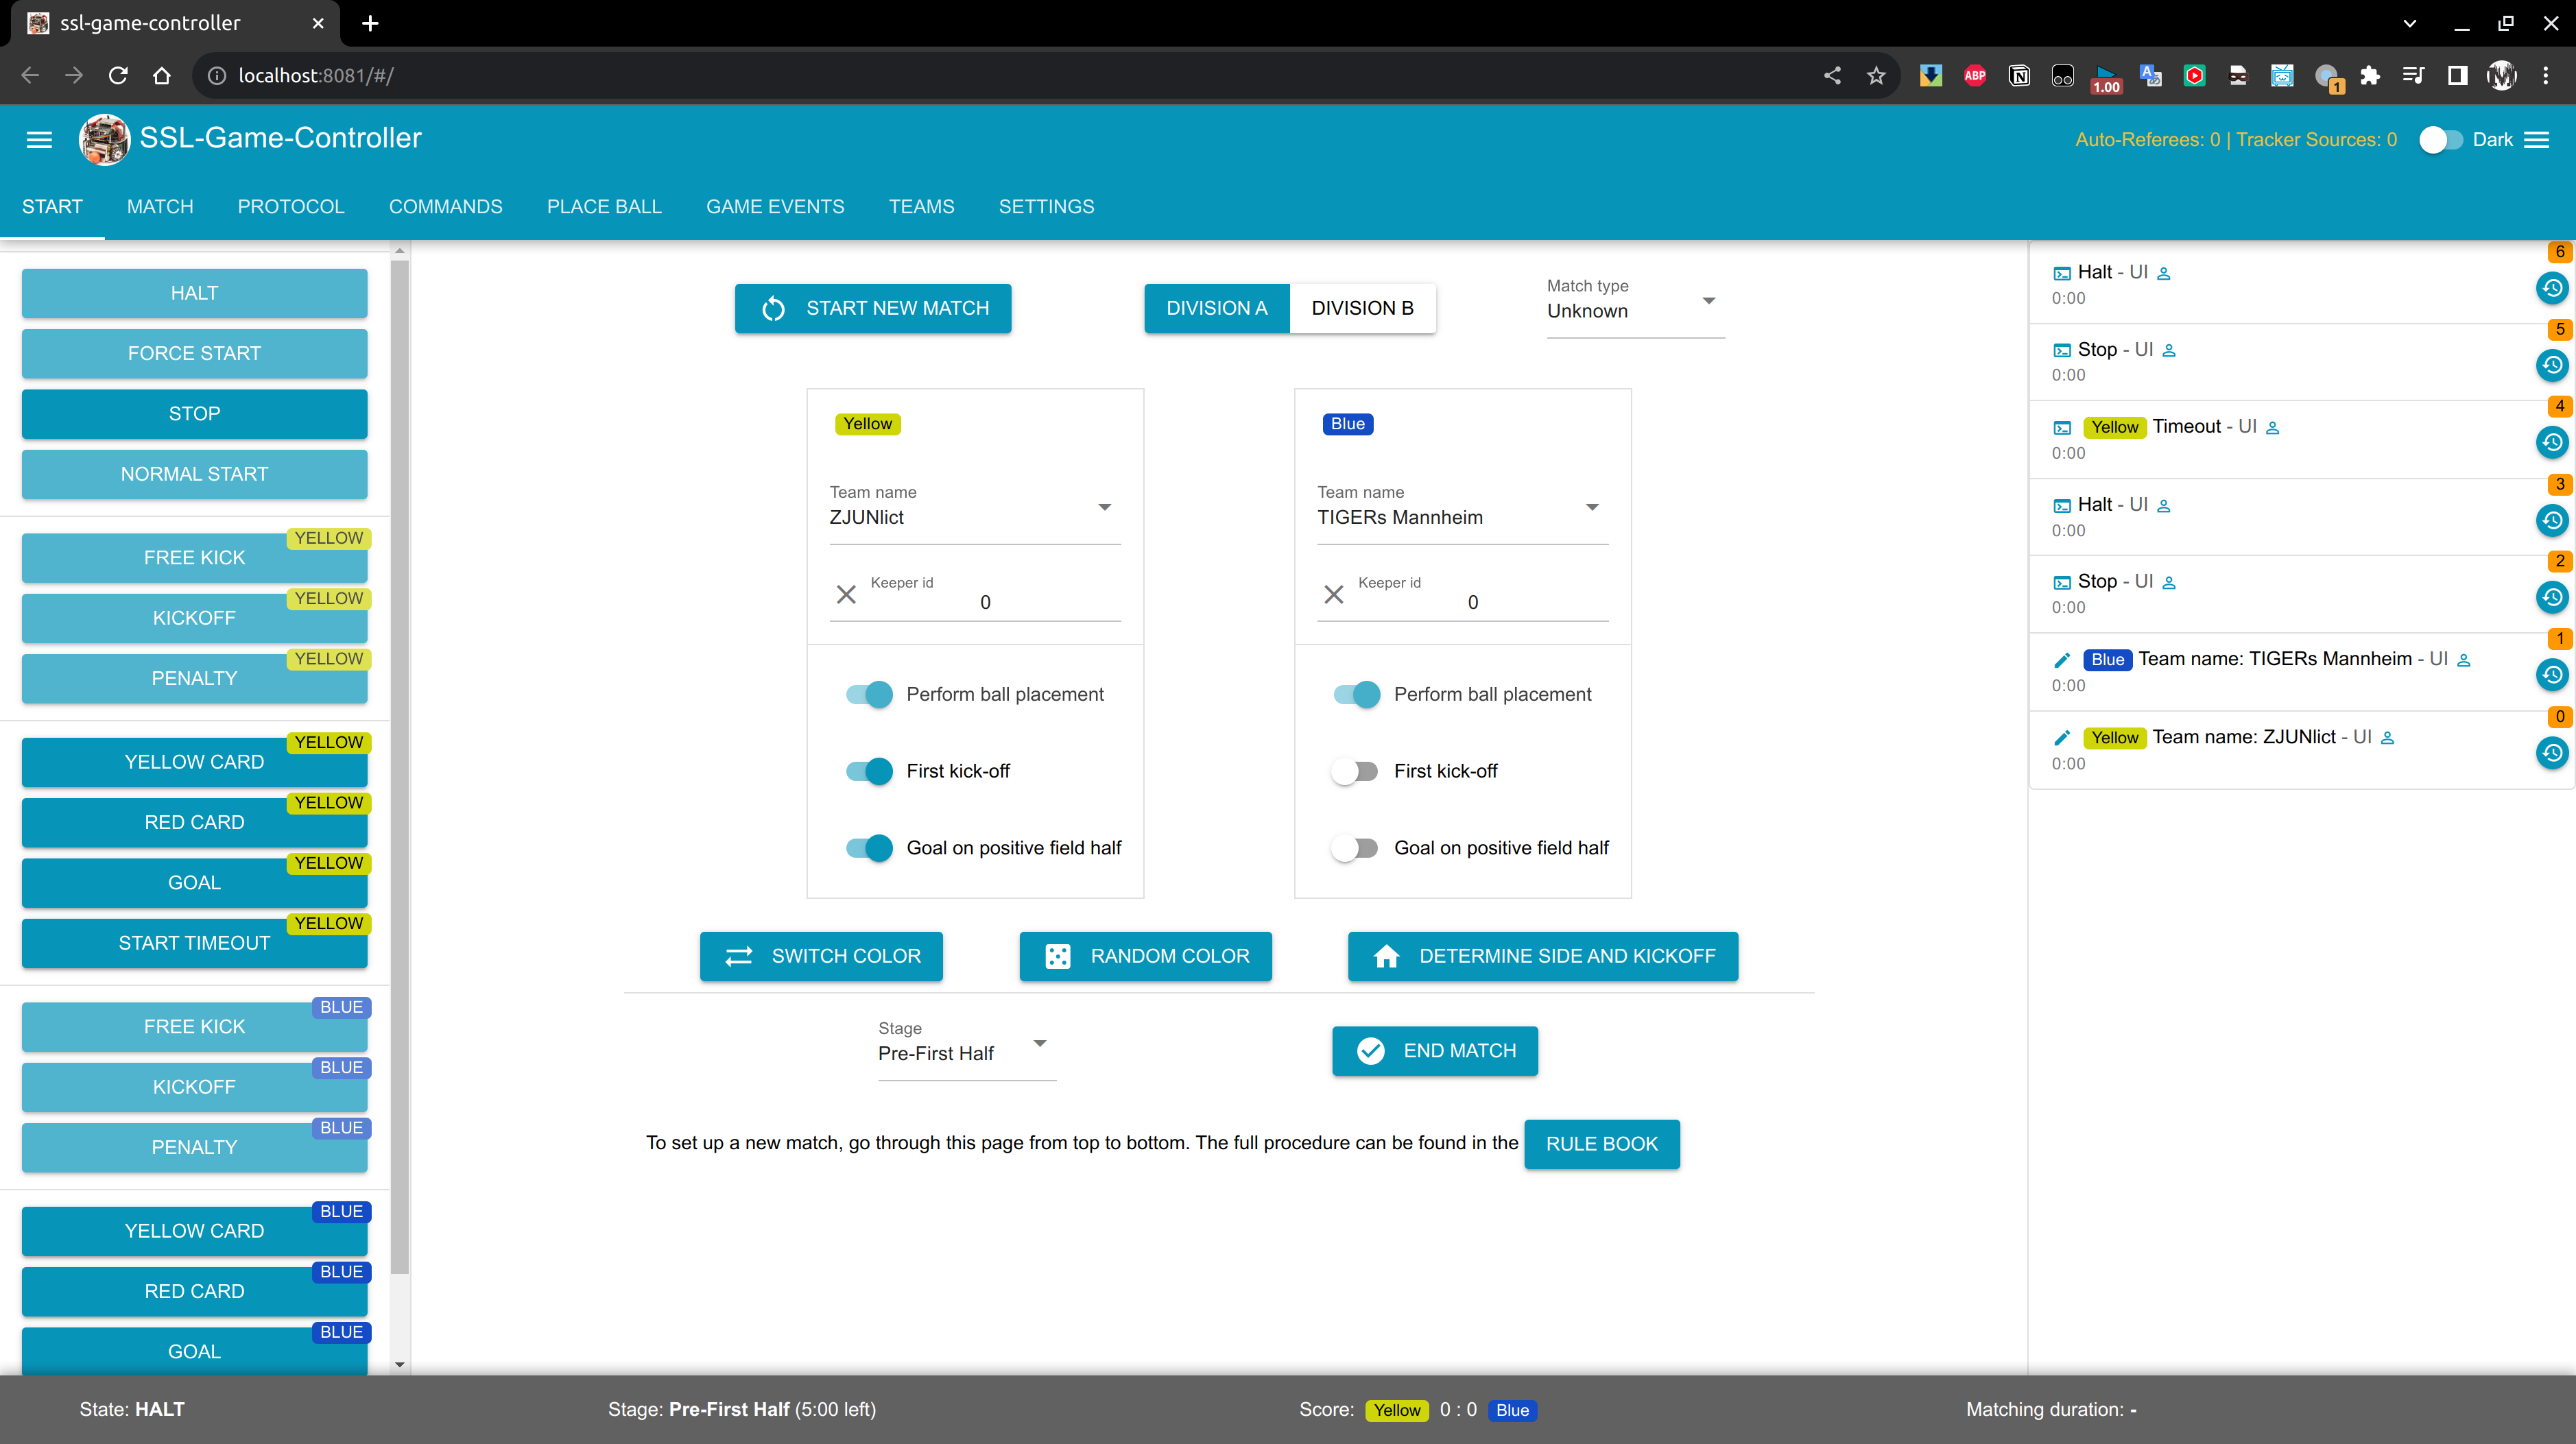 ssl-game-controller
localhost:8081/#/
ABP
1.00
1
SSL-Game-Controller
Auto-Referees: 0 | Tracker Sources: 0
Dark
START MATCH PROTOCOL COMMANDS PLACE BALL GAME EVENTS TEAMS SETTINGS
HALT
FORCE START
STOP
NORMAL START
FREE KICK YELLOW
KICKOFF YELLOW
PENALTY YELLOW
YELLOW CARD YELLOW
RED CARD YELLOW
GOAL YELLOW
START TIMEOUT YELLOW
FREE KICK BLUE
KICKOFF BLUE
PENALTY BLUE
YELLOW CARD BLUE
RED CARD BLUE
GOAL BLUE
START NEW MATCH
DIVISION A DIVISION B
Match type
Unknown
Yellow
Team name
ZJUNlict
Keeper id
0
Perform ball placement
First kick-off
Goal on positive field half
Blue
Team name
TIGERs Mannheim
Keeper id
0
Perform ball placement
First kick-off
Goal on positive field half
SWITCH COLOR
RANDOM COLOR
DETERMINE SIDE AND KICKOFF
Stage
Pre-First Half
END MATCH
To set up a new match, go through this page from top to bottom. The full procedure can be found in the RULE BOOK
6
Halt - UI
0:00
5
Stop - UI
0:00
4
Yellow Timeout - UI
0:00
3
Halt - UI
0:00
2
Stop - UI
0:00
1
Blue Team name: TIGERs Mannheim - UI
0:00
0
Yellow Team name: ZJUNlict - UI
0:00
State: HALT
Stage: Pre-First Half (5:00 left)
Score: Yellow 0 : 0 Blue
Matching duration: -